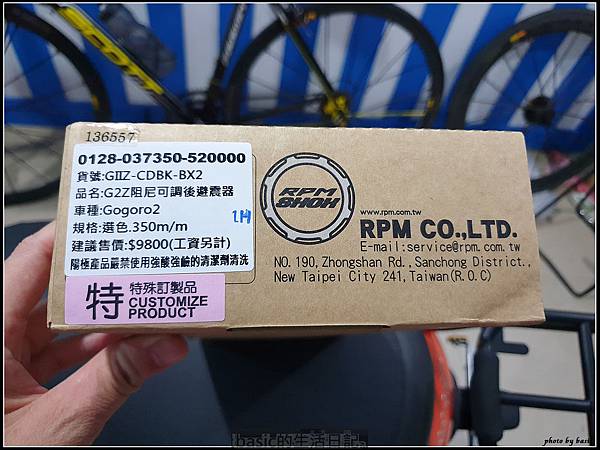 SCOTT
136557
0128-037350-520000
貨號:GIIZ-CDBK-BX2
品名:G2Z阻尼可調後避震器
車種:Gogoro2
規格:選色.350m/m
建議售價:$9800(工資另計)
陽極產品嚴禁使用強酸強鹼的清潔劑清洗
特
特殊訂製品
CUSTOMIZE
PRODUCT
RPM
SHOH
www.rpm.com.tw
RPM CO.,LTD.
E-mail:service@rpm.com.tw
NO.190,Zhongshan Rd.,Sanchong District.,
New Taipei City 241,Taiwan(R.O.C)
basic的生活日記
photo by basic